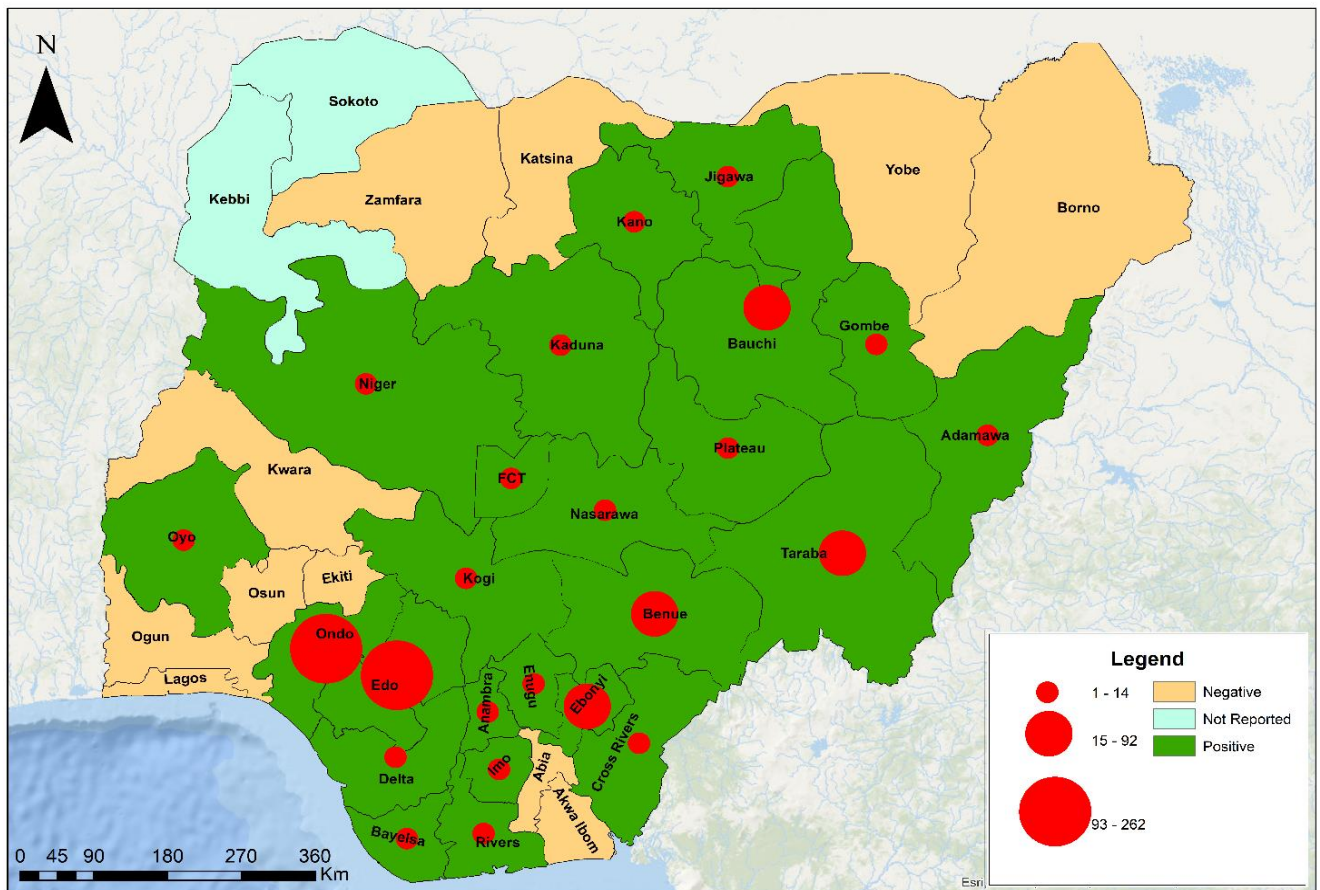 N
Sokoto
Katsina
Kebbi
Zamfara
Jigawa
Yobe
Kano
Borno
Kaduna
Bauchi
Gombe
Niger
Adamawa
Plateau
Kwara
FCT
Nasarawa
Oyo
Taraba
Kogi
Osun
Ekiti
Benue
Ondo
Ogun
Edo
Lagos
Anambra
Enugu
Ebonyi
Cross Rivers
Delta
Imo
Abia
Akwa Ibom
Bayelsa
Rivers
Legend
1 - 14
Negative
15 - 92
Not Reported
Positive
93 - 262
0 45 90 180 270 360
Km
Esri,